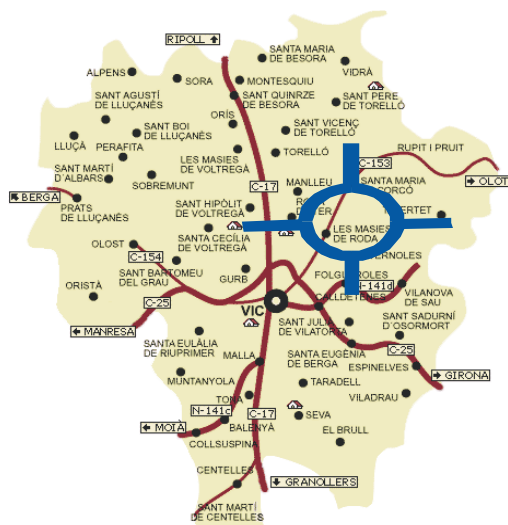 RIPOLL
SANTA MARIA
DE BESORA
ALPENS
SORA
MONTESQUIU
VIDRÀ
SANT AGUSTÍ
DE LLUÇANÈS
SANT QUINRZE
DE BESORA
SANT PERE
DE TORELLÓ
ORÍS
SANT VICENÇ
DE TORELLÓ
LLUÇÀ
SANT BOI
DE LLUÇANÈS
PERAFITA
LES MASIES
DE VOLTREGÀ
TORELLÓ
RUPIT I PRUIT
C-153
SANT MARTÍ
D'ALBARS
SOBREMUNT
C-17
MANLLEU
SANTA MARIA
OLOT
BERGA
PRATS
DE LLUÇANÈS
SANT HIPÒLIT
DE VOLTREGÀ
LES MASIES
DE RODA
OLOST
SANTA CECÍLIA
DE VOLTREGÀ
C-154
SANT BARTOMEU
DEL GRAU
GURB
N-141d
ORISTÀ
C-25
VIC
CALLDETENES
VILANOVA
DE SAU
MANRESA
SANT JULIÀ
DE VILATORTA
SANT SADURNÍ
D'OSORMORT
SANTA EULÀLIA
DE RIUPRIMER
MALLA
SANTA EUGÈNIA
DE BERGA
C-25
ESPINELVES
GIRONA
MUNTANYOLA
TARADELL
TONA
VILADRAU
N-141c
C-17
SEVA
MOIÀ
BALENYÀ
EL BRULL
COLLSUSPINA
CENTELLES
GRANOLLERS
SANT MARTÍ
DE CENTELLES